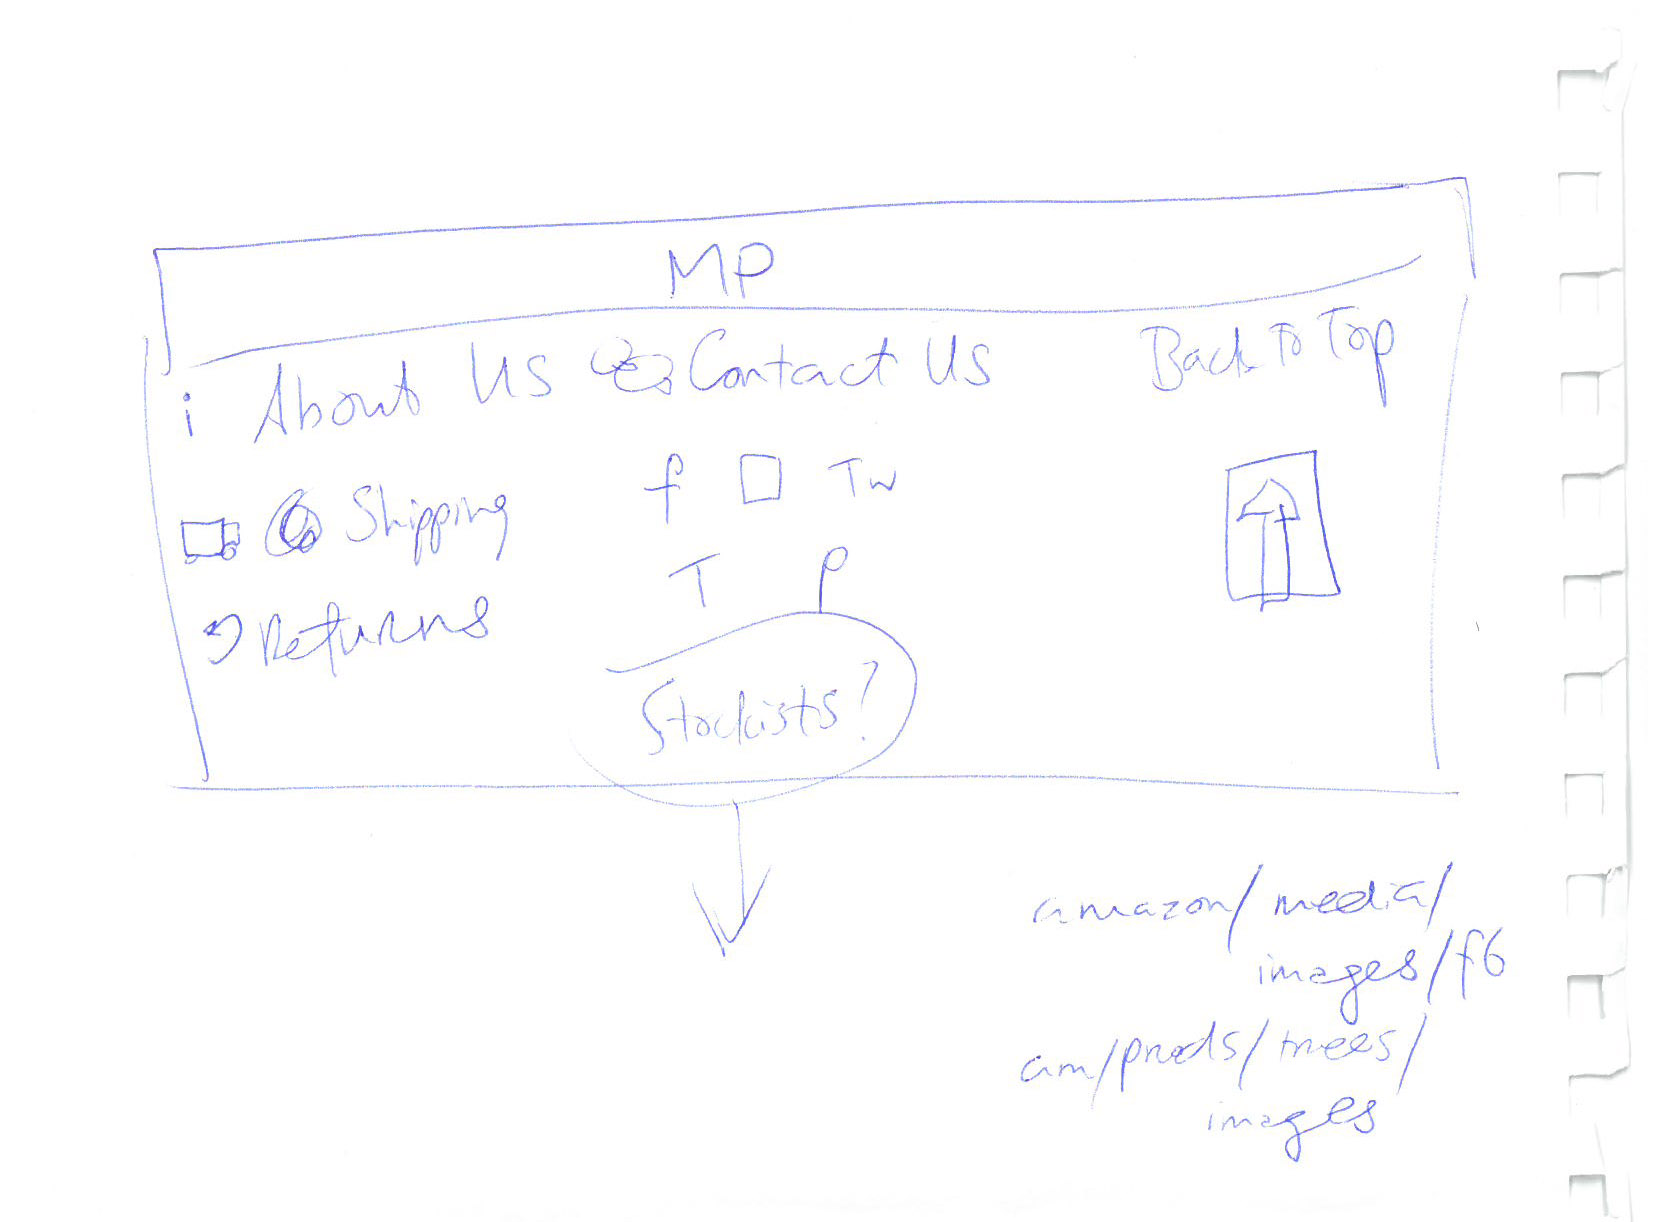 MP
i About Us Contact Us Back To Top
Shipping f Tw
Returns T P
Stockists?
amazon/media/
images/f6
am/prods/trees/
images